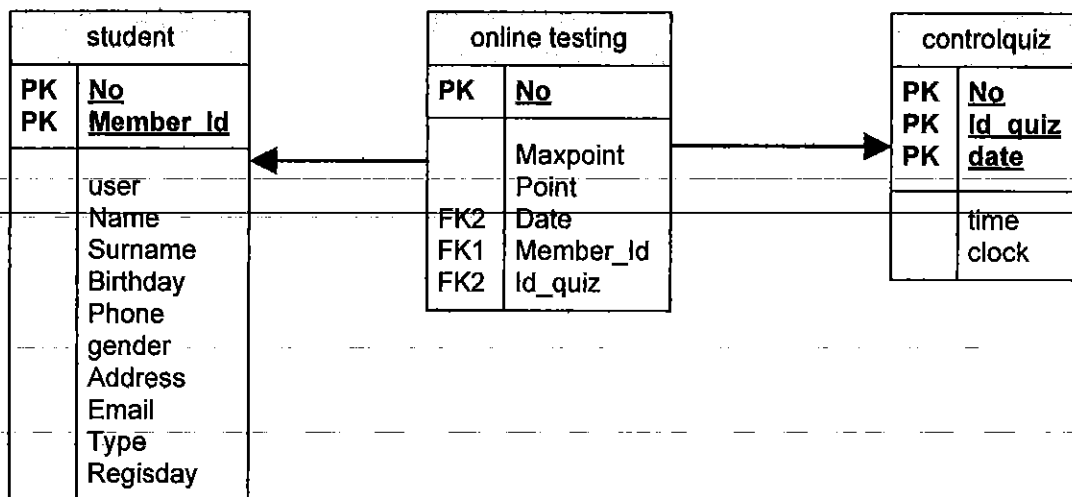 student
PK No
PK Member_Id
user
Name
Surname
Birthday
Phone
gender
Address
Email
Type
Regisday
online testing
PK No
Maxpoint
Point
FK2 Date
FK1 Member_Id
FK2 Id_quiz
controlquiz
PK No
PK Id_quiz
PK date
time
clock